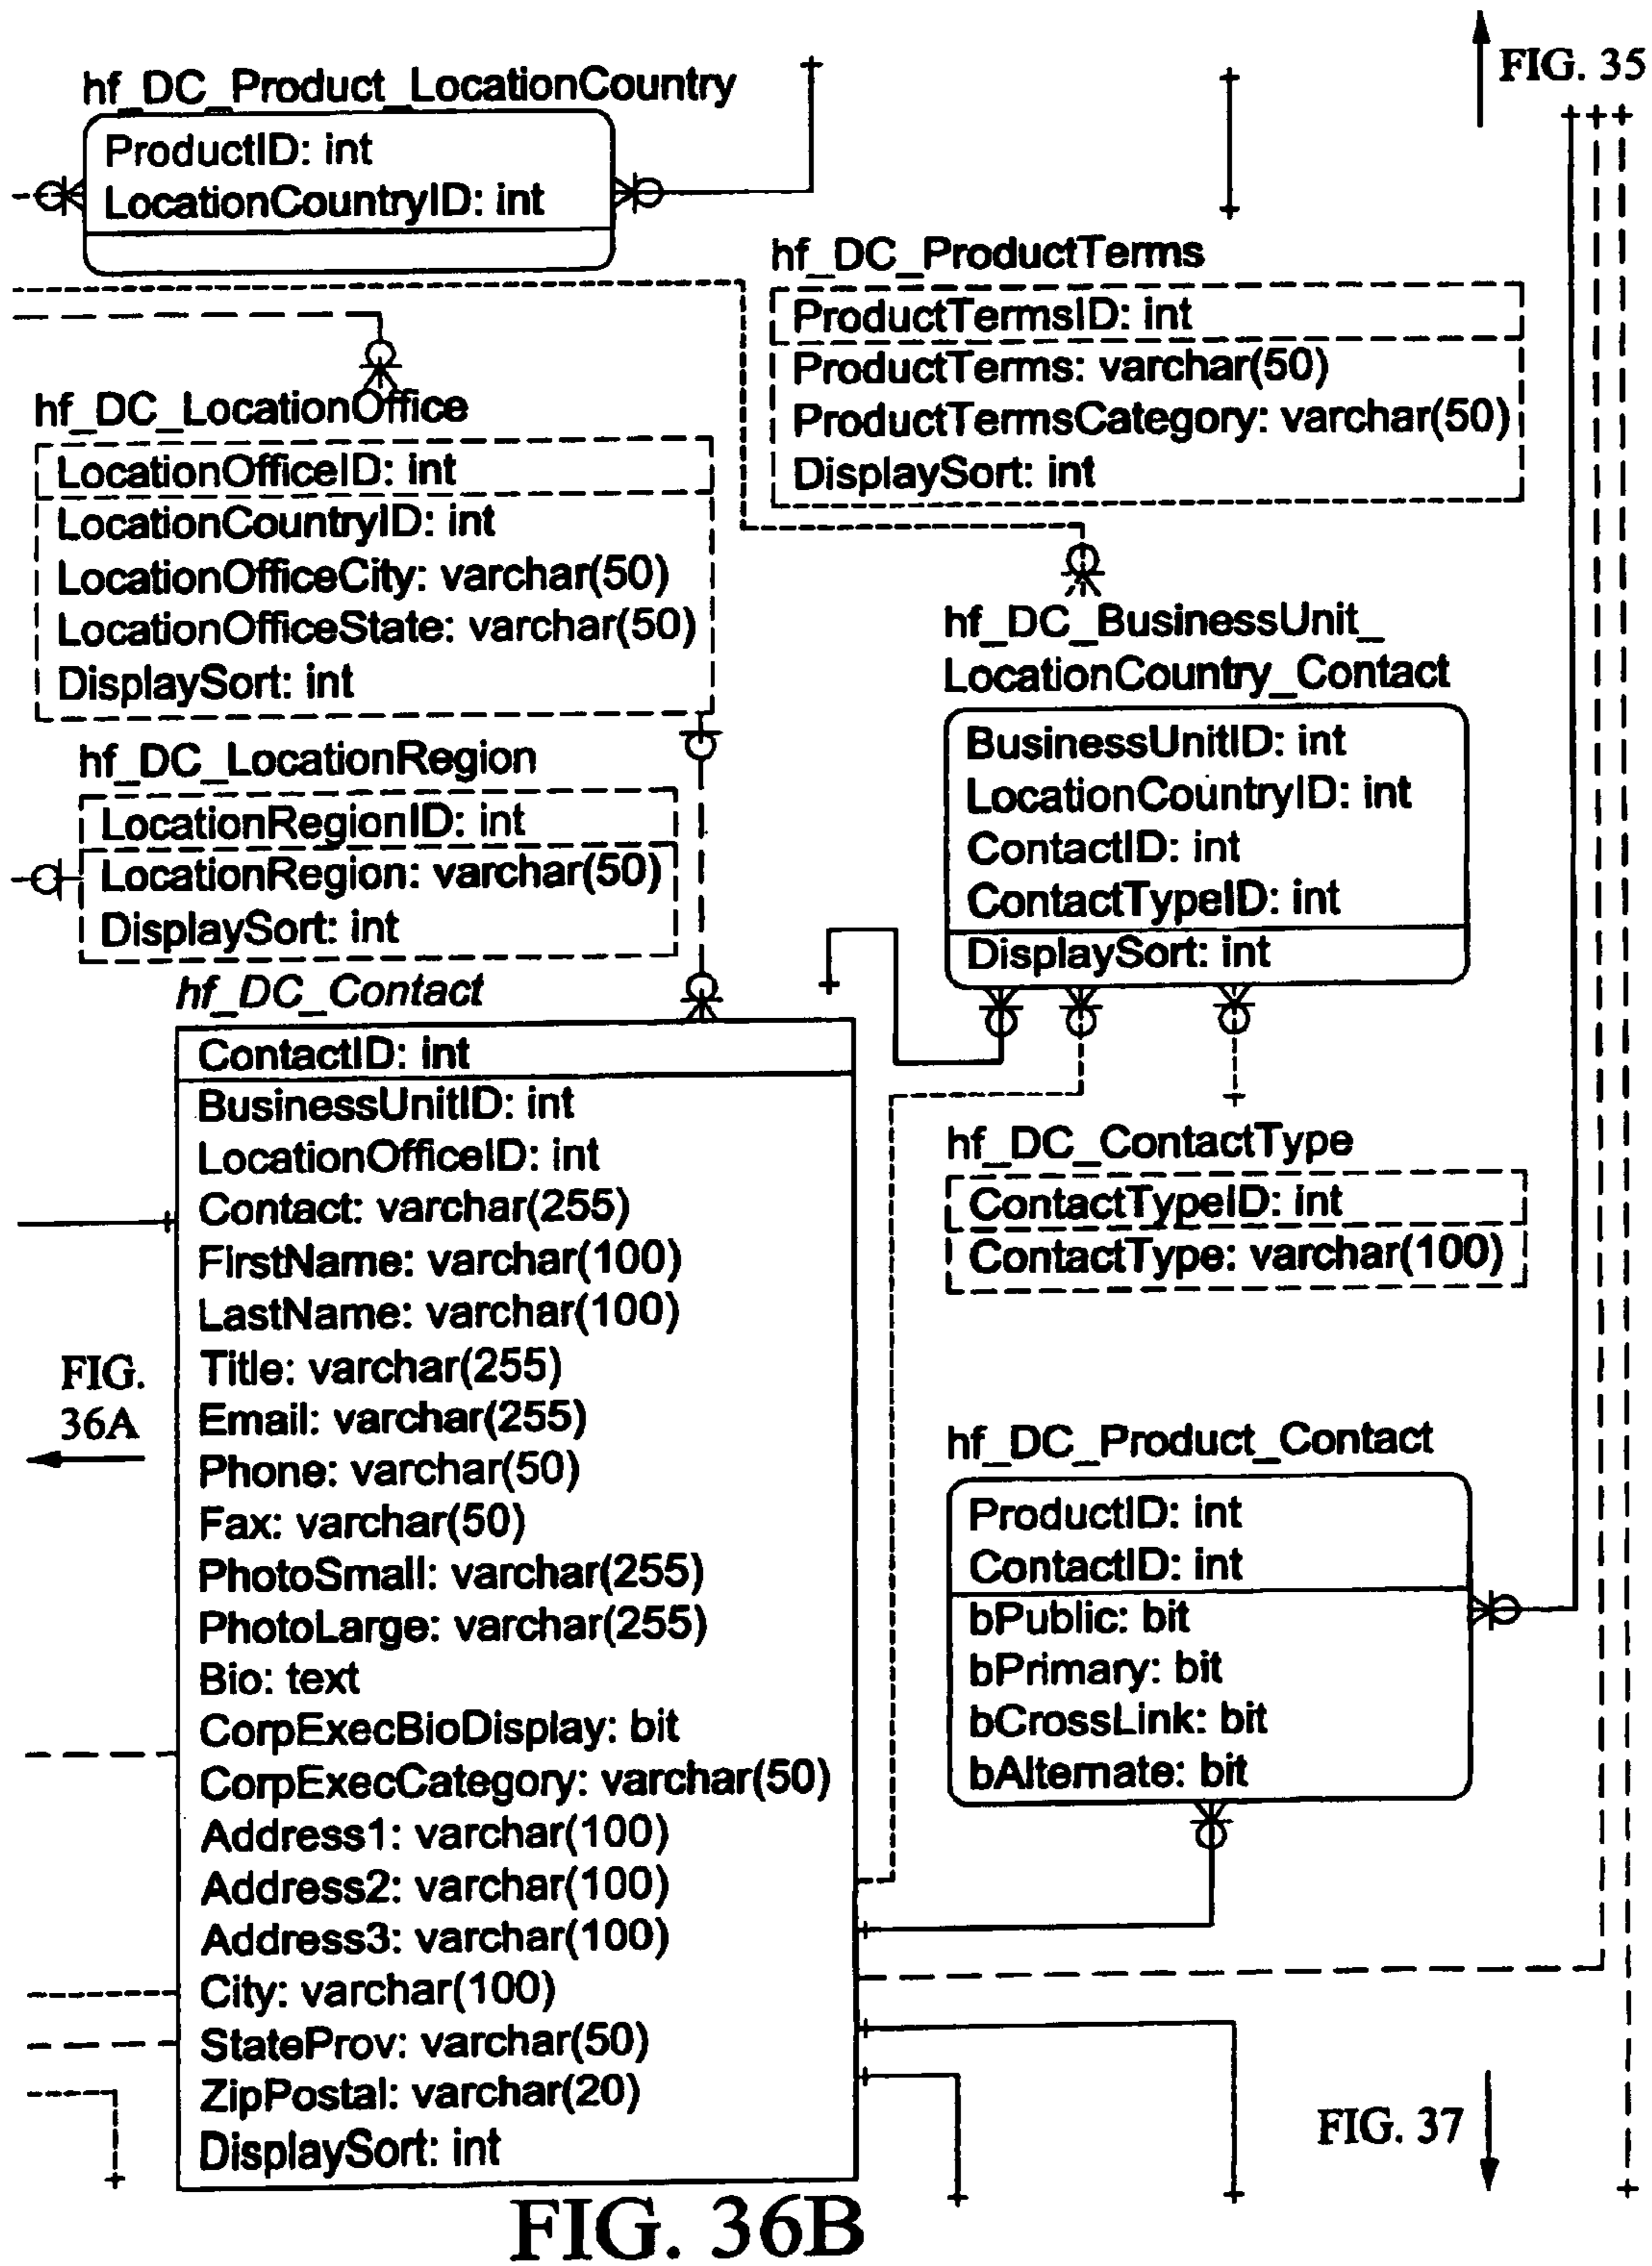 FIG. 35
hf_DC_Product_LocationCountry
ProductID: int
LocationCountryID: int
hf_DC_ProductTerms
ProductTermsID: int
ProductTerms: varchar(50)
ProductTermsCategory: varchar(50)
DisplaySort: int
hf_DC_LocationOffice
LocationOfficeID: int
LocationCountryID: int
LocationOfficeCity: varchar(50)
LocationOfficeState: varchar(50)
DisplaySort: int
hf_DC_BusinessUnit_
LocationCountry_Contact
BusinessUnitID: int
LocationCountryID: int
ContactID: int
ContactTypeID: int
DisplaySort: int
hf_DC_LocationRegion
LocationRegionID: int
LocationRegion: varchar(50)
DisplaySort: int
hf_DC_Contact
ContactID: int
BusinessUnitID: int
LocationOfficeID: int
Contact: varchar(255)
FirstName: varchar(100)
LastName: varchar(100)
Title: varchar(255)
Email: varchar(255)
Phone: varchar(50)
Fax: varchar(50)
PhotoSmall: varchar(255)
PhotoLarge: varchar(255)
Bio: text
CorpExecBioDisplay: bit
CorpExecCategory: varchar(50)
Address1: varchar(100)
Address2: varchar(100)
Address3: varchar(100)
City: varchar(100)
StateProv: varchar(50)
ZipPostal: varchar(20)
DisplaySort: int
hf_DC_ContactType
ContactTypeID: int
ContactType: varchar(100)
FIG.
36A
hf_DC_Product_Contact
ProductID: int
ContactID: int
bPublic: bit
bPrimary: bit
bCrossLink: bit
bAlternate: bit
FIG. 37
FIG. 36B